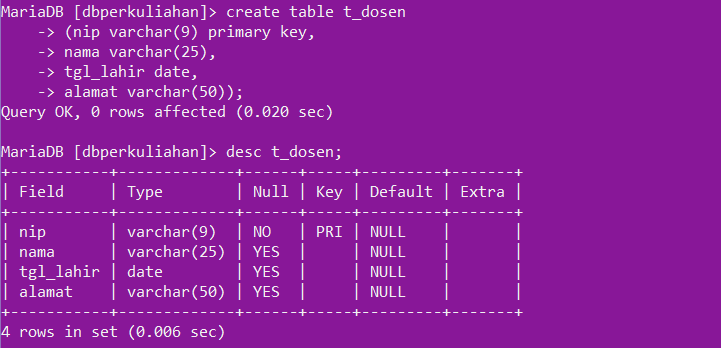 MariaDB [dbperkuliahan]> create table t_dosen
    -> (nip varchar(9) primary key,
    -> nama varchar(25),
    -> tgl_lahir date,
    -> alamat varchar(50));
Query OK, 0 rows affected (0.020 sec)

MariaDB [dbperkuliahan]> desc t_dosen;
+-----------+-------------+------+-----+---------+-------+
| Field     | Type        | Null | Key | Default | Extra |
+-----------+-------------+------+-----+---------+-------+
| nip       | varchar(9)  | NO   | PRI | NULL    |       |
| nama      | varchar(25) | YES  |     | NULL    |       |
| tgl_lahir | date        | YES  |     | NULL    |       |
| alamat    | varchar(50) | YES  |     | NULL    |       |
+-----------+-------------+------+-----+---------+-------+
4 rows in set (0.006 sec)